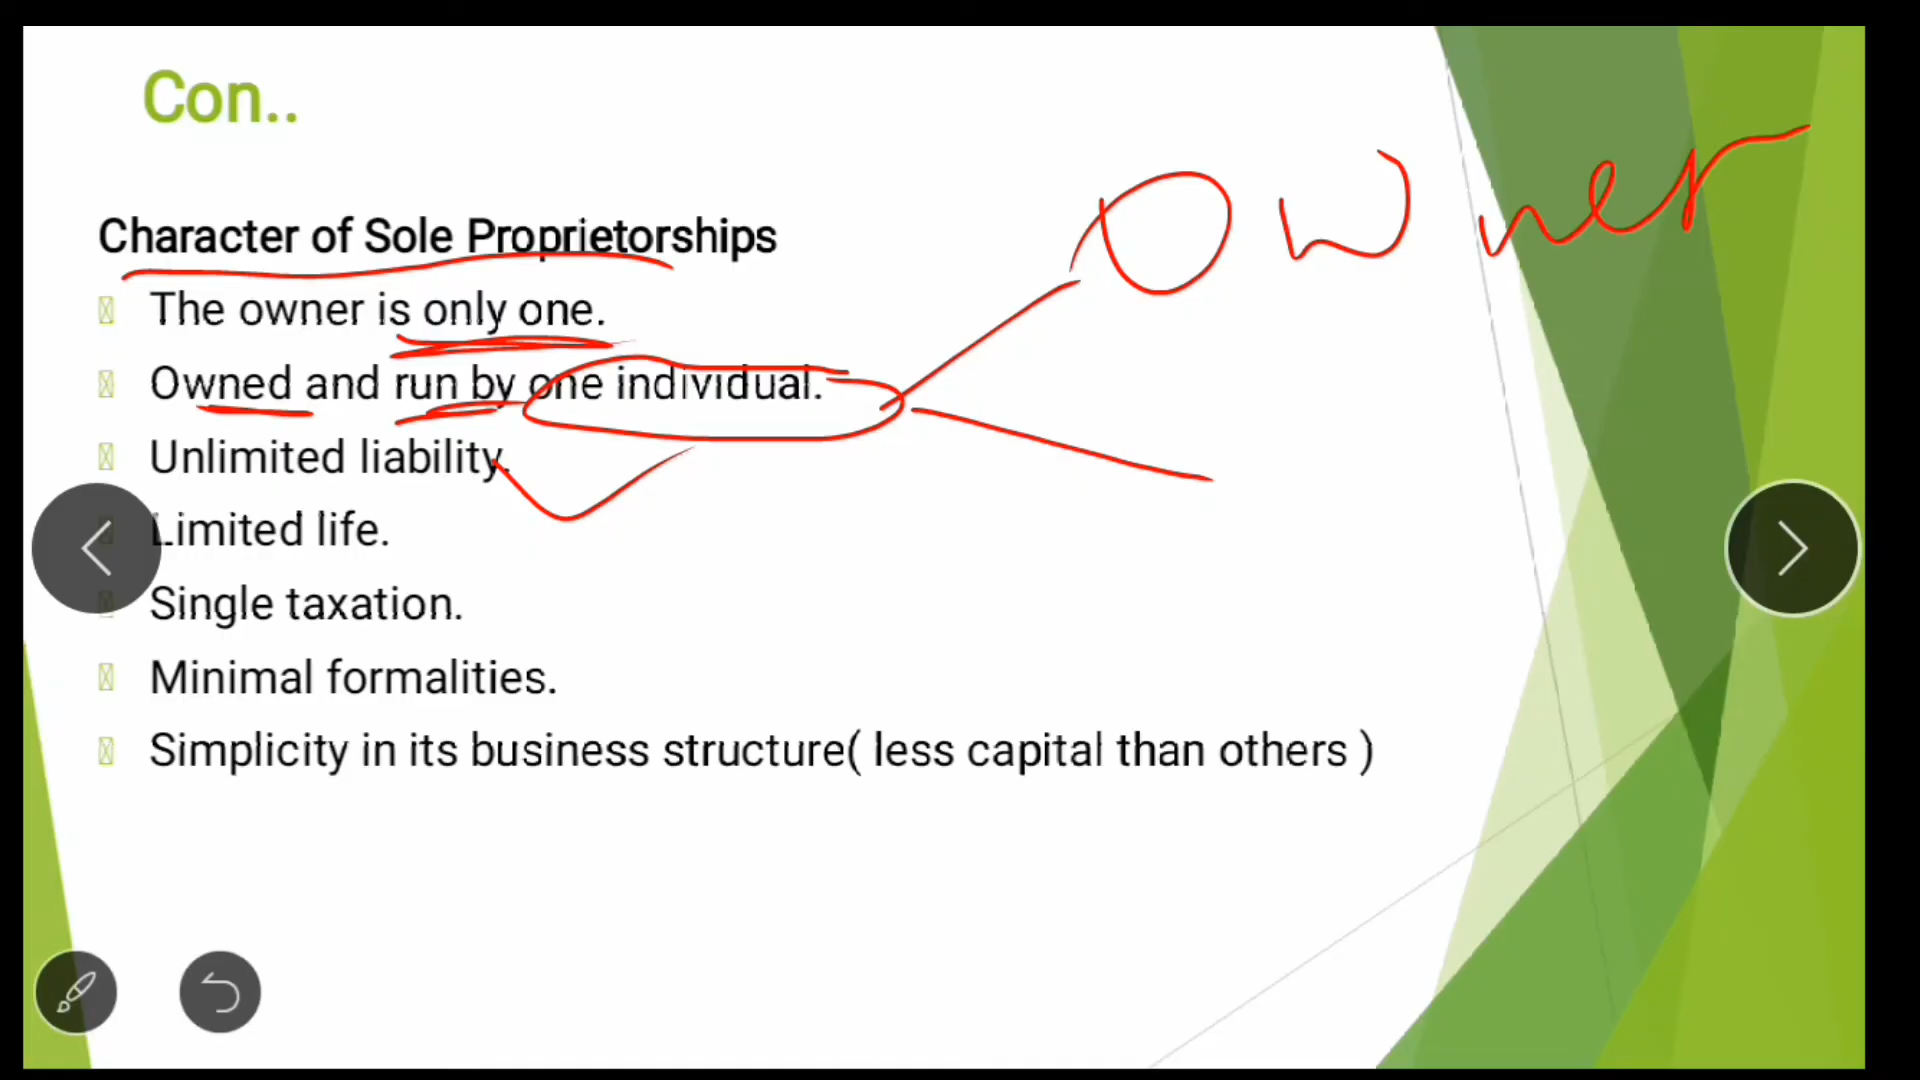 Con..
Owner
Character of Sole Proprietorships
The owner is only one.
Owned and run by one individual.
Unlimited liability.
Limited life.
Single taxation.
Minimal formalities.
Simplicity in its business structure( less capital than others )